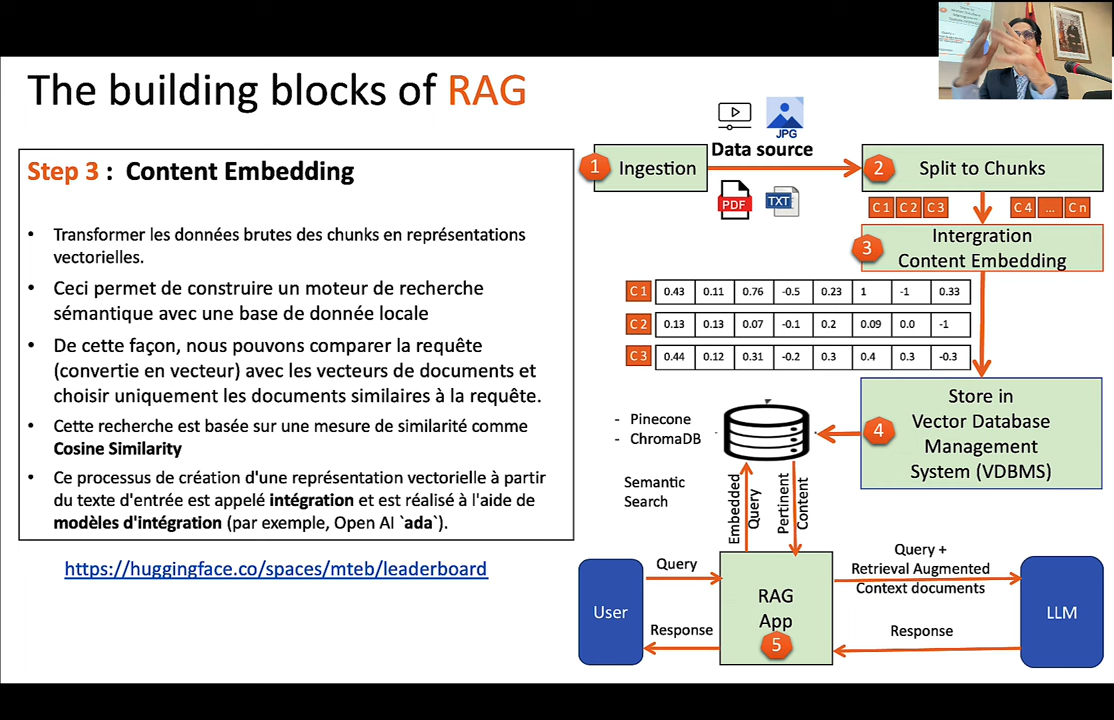 The building blocks of RAG
Step 3 : Content Embedding
• Transformer les données brutes des chunks en représentations
vectorielles.
• Ceci permet de construire un moteur de recherche
sémantique avec une base de donnée locale
• De cette façon, nous pouvons comparer la requête
(convertie en vecteur) avec les vecteurs de documents et
choisir uniquement les documents similaires à la requête.
• Cette recherche est basée sur une mesure de similarité comme
Cosine Similarity
• Ce processus de création d'une représentation vectorielle à partir
du texte d'entrée est appelé intégration et est réalisé à l'aide de
modèles d'intégration (par exemple, Open AI `ada`).
https://huggingface.co/spaces/mteb/leaderboard
JPG
1 Ingestion
Data source
PDF
TXT
2 Split to Chunks
C 1 C 2 C 3 C 4 ... C n
3 Intergration
Content Embedding
C 1 0.43 0.11 0.76 -0.5 0.23 1 -1 0.33
C 2 0.13 0.13 0.07 -0.1 0.2 0.09 0.0 -1
C 3 0.44 0.12 0.31 -0.2 0.3 0.4 0.3 -0.3
4 Store in
Vector Database
Management
System (VDBMS)
- Pinecone
- ChromaDB
Semantic
Search
Embedded
Query
Pertinent
Content
User
Query
Response
RAG
App
5
Query +
Retrieval Augmented
Context documents
Response
LLM